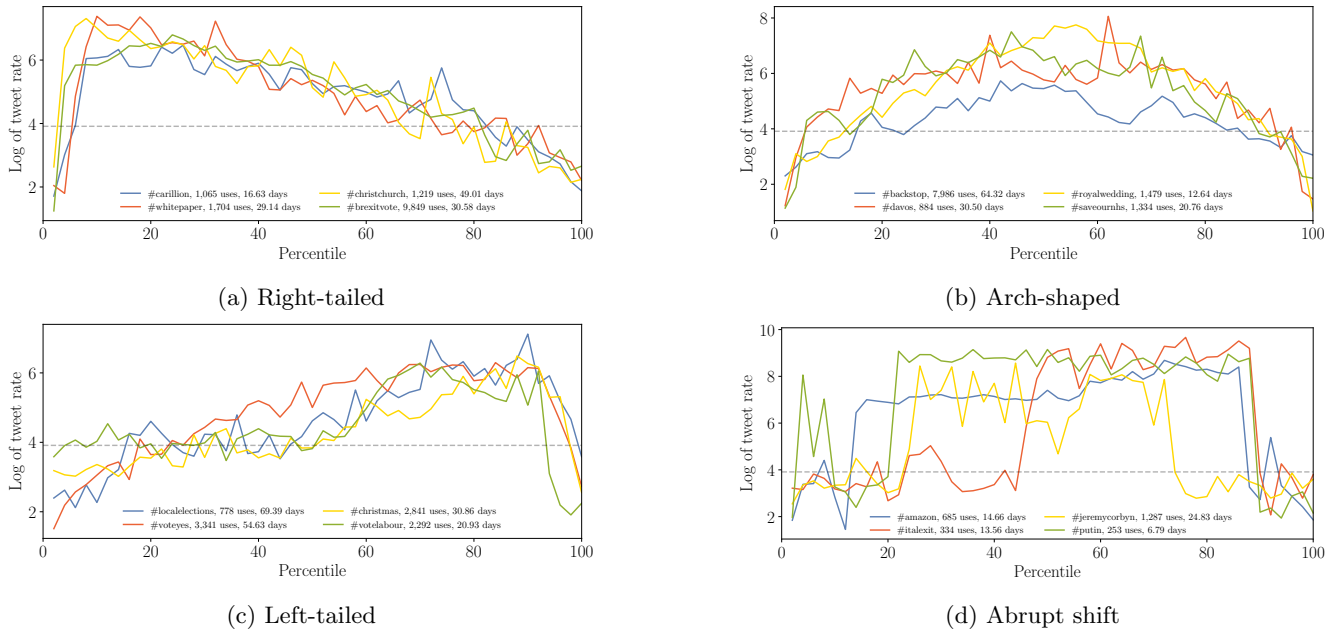 Log of tweet rate
6
4
2
#carillion, 1,065 uses, 16.63 days
#whitepaper, 1,704 uses, 29.14 days
#christchurch, 1,219 uses, 49.01 days
#brexitvote, 9,849 uses, 30.58 days
0 20 40 60 80 100
Percentile
(a) Right-tailed
Log of tweet rate
8
6
4
2
#backstop, 7,986 uses, 64.32 days
#davos, 884 uses, 30.50 days
#royalwedding, 1,479 uses, 12.64 days
#saveournhs, 1,334 uses, 20.76 days
0 20 40 60 80 100
Percentile
(b) Arch-shaped
Log of tweet rate
6
4
2
#localelections, 778 uses, 69.39 days
#voteyes, 3,341 uses, 54.63 days
#christmas, 2,841 uses, 30.86 days
#votelabour, 2,292 uses, 20.93 days
0 20 40 60 80 100
Percentile
(c) Left-tailed
Log of tweet rate
10
8
6
4
2
#amazon, 685 uses, 14.66 days
#italexit, 334 uses, 13.56 days
#jeremycorbyn, 1,287 uses, 24.83 days
#putin, 253 uses, 6.79 days
0 20 40 60 80 100
Percentile
(d) Abrupt shift